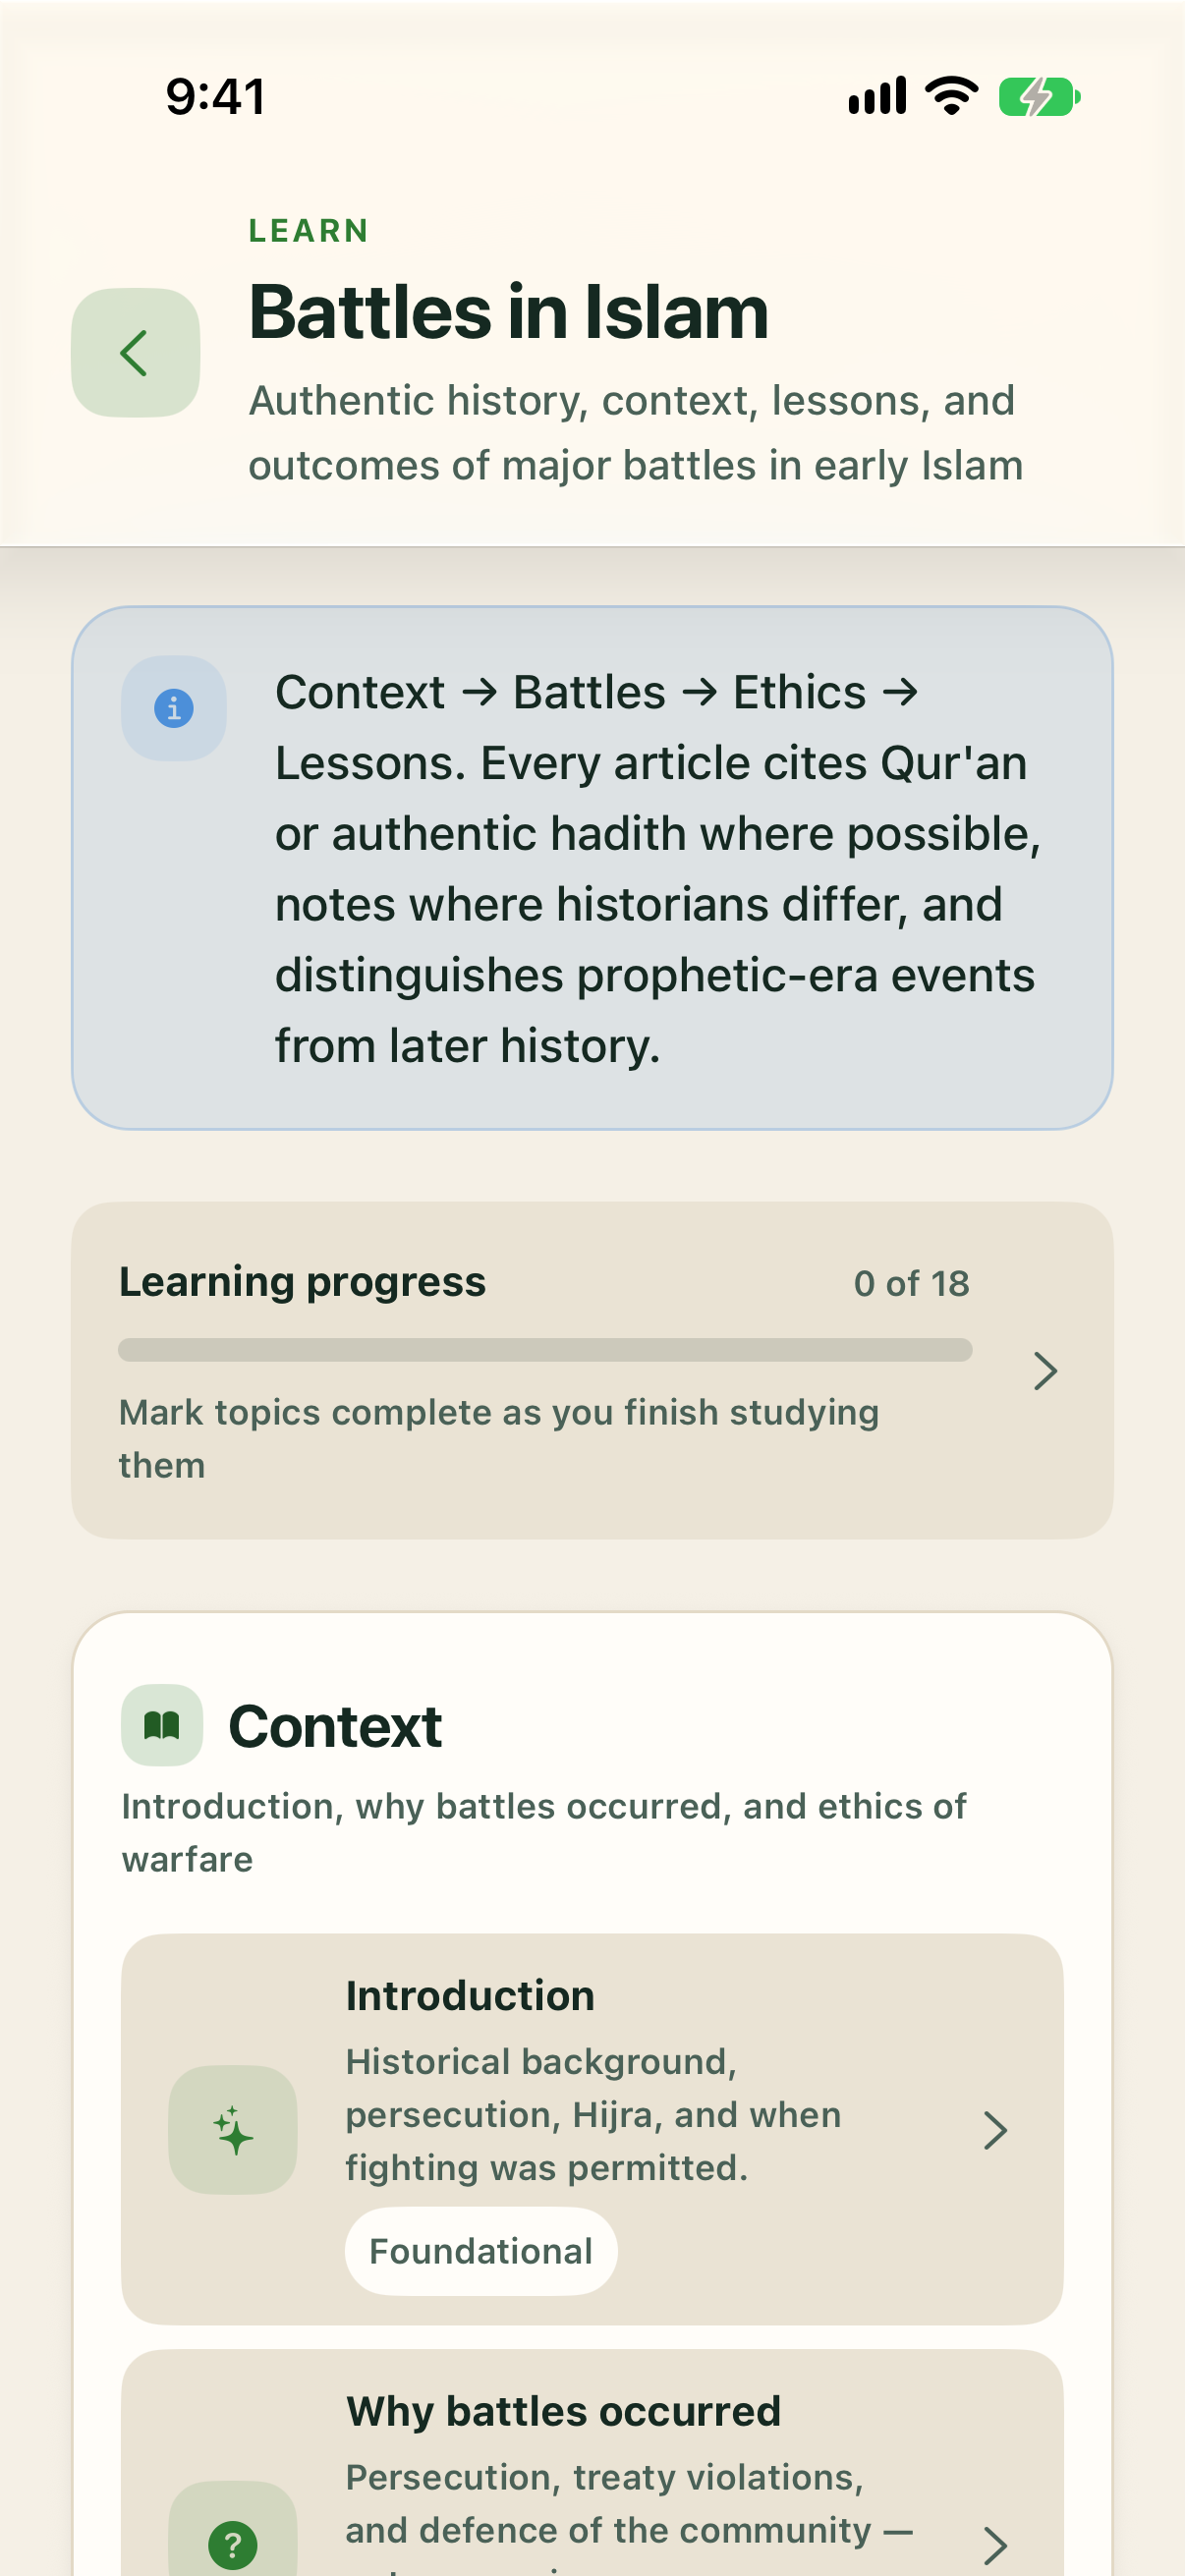 9:41
LEARN
Battles in Islam
Authentic history, context, lessons, and
outcomes of major battles in early Islam
Context → Battles → Ethics →
Lessons. Every article cites Qur'an
or authentic hadith where possible,
notes where historians differ, and
distinguishes prophetic-era events
from later history.
Learning progress
0 of 18
Mark topics complete as you finish studying
them
Context
Introduction, why battles occurred, and ethics of
warfare
Introduction
Historical background,
persecution, Hijra, and when
fighting was permitted.
Foundational
Why battles occurred
Persecution, treaty violations,
and defence of the community —